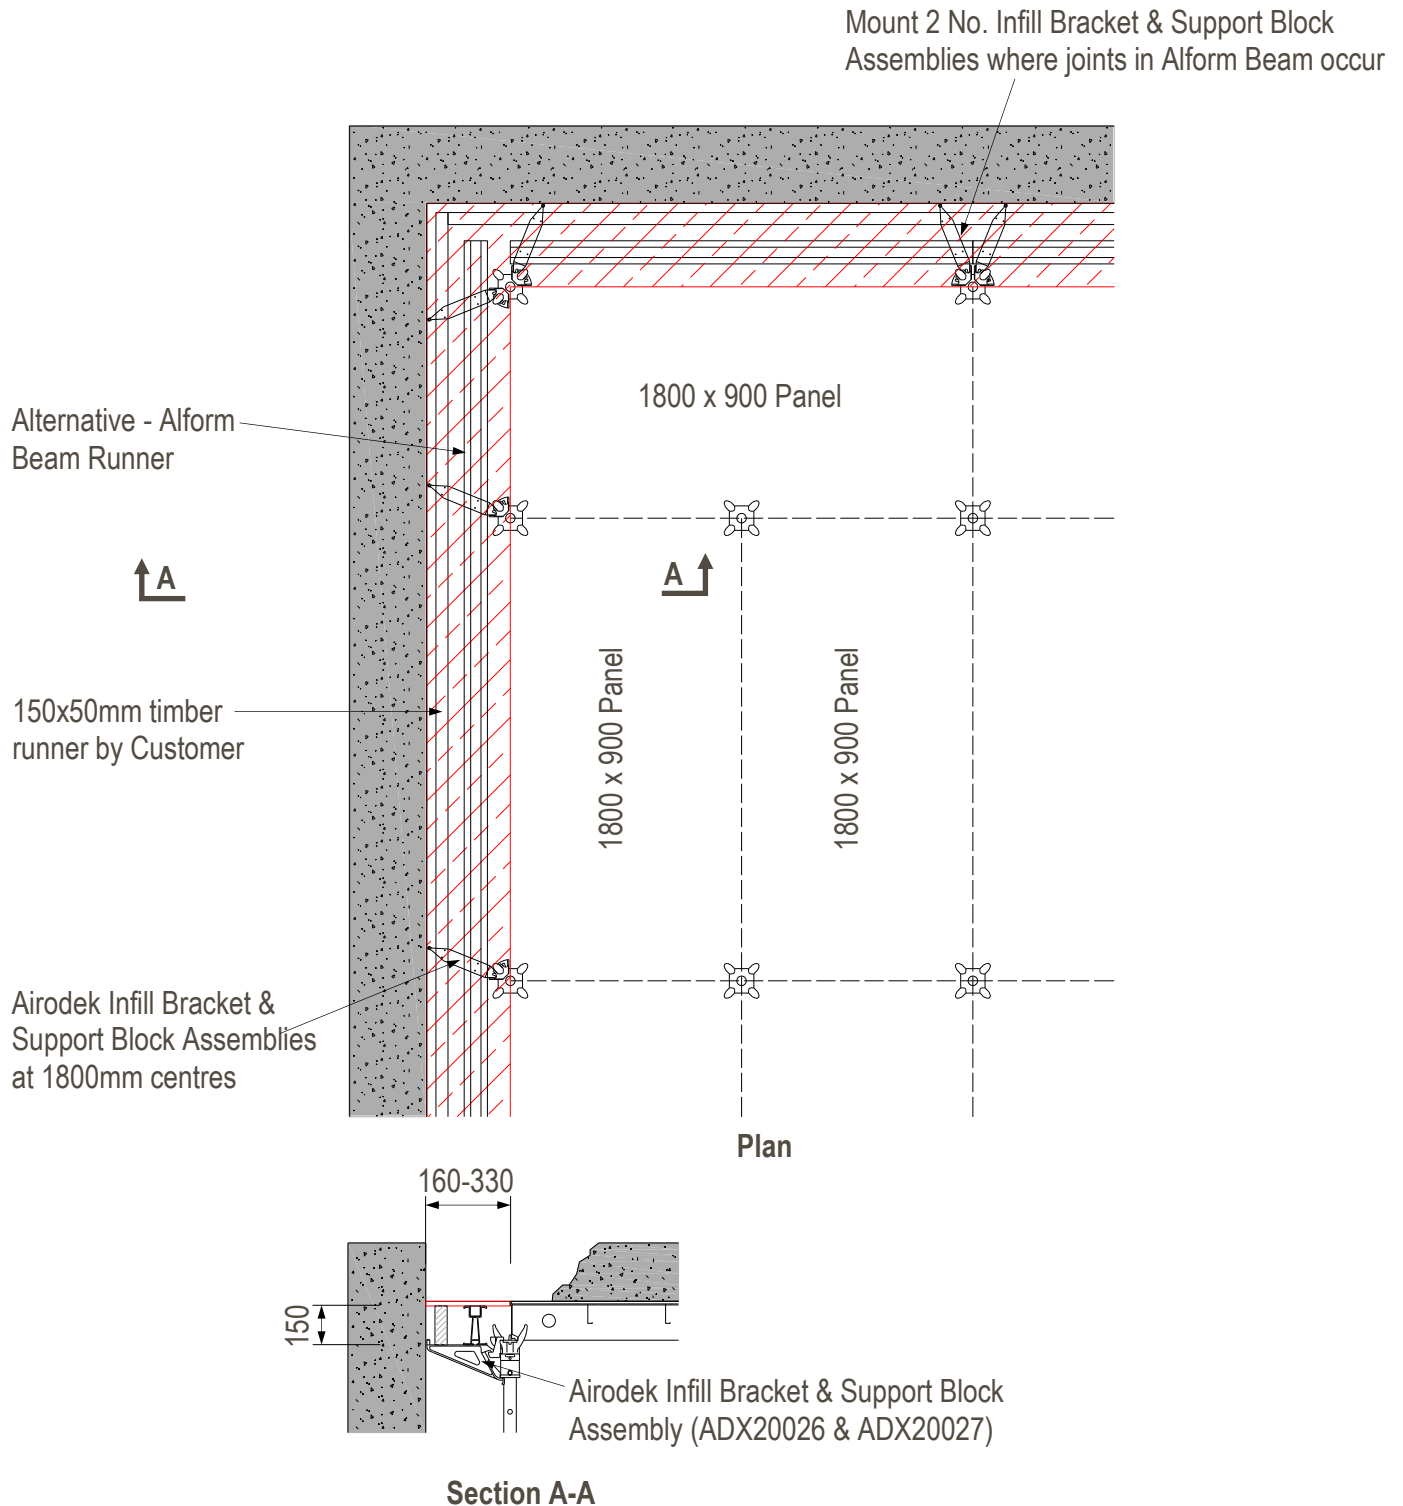 Mount 2 No. Infill Bracket & Support Block
Assemblies where joints in Alform Beam occur
1800 x 900 Panel
Alternative - Alform
Beam Runner
A
A
150x50mm timber
runner by Customer
1800 x 900 Panel
1800 x 900 Panel
Airodek Infill Bracket &
Support Block Assemblies
at 1800mm centres
Plan
160-330
150
Airodek Infill Bracket & Support Block
Assembly (ADX20026 & ADX20027)
Section A-A